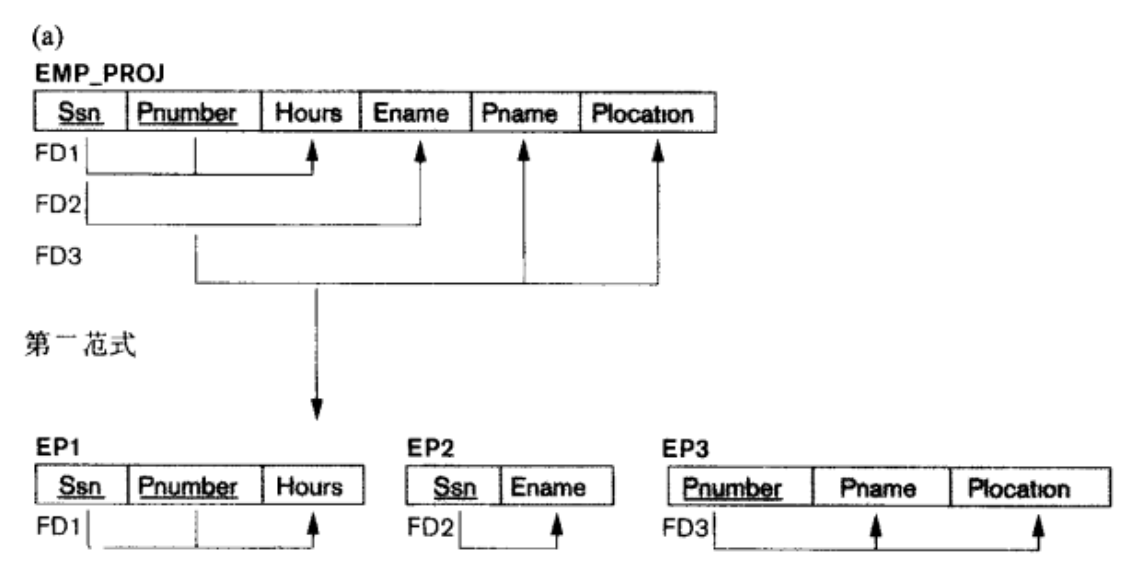 (a)
EMP_PROJ
Ssn Pnumber Hours Ename Pname Plocation
FD1
FD2
FD3
第二范式
EP1 EP2 EP3
Ssn Pnumber Hours Ssn Ename Pnumber Pname Plocation
FD1 FD2 FD3